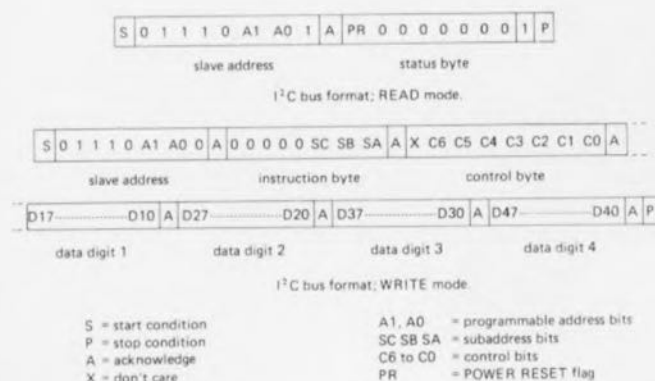 S 0 1 1 1 0 A1 A0 1 A PR 0 0 0 0 0 0 0 1 P
slave address status byte
I²C bus format; READ mode.
S 0 1 1 1 0 A1 A0 0 A 0 0 0 0 0 SC SB SA A X C6 C5 C4 C3 C2 C1 C0 A
slave address instruction byte control byte
D17 D10 A D27 D20 A D37 D30 A D47 D40 A P
data digit 1 data digit 2 data digit 3 data digit 4
I²C bus format; WRITE mode.
S = start condition A1, A0 = programmable address bits
P = stop condition SC SB SA = subaddress bits
A = acknowledge C6 to C0 = control bits
X = don't care PR = POWER RESET flag